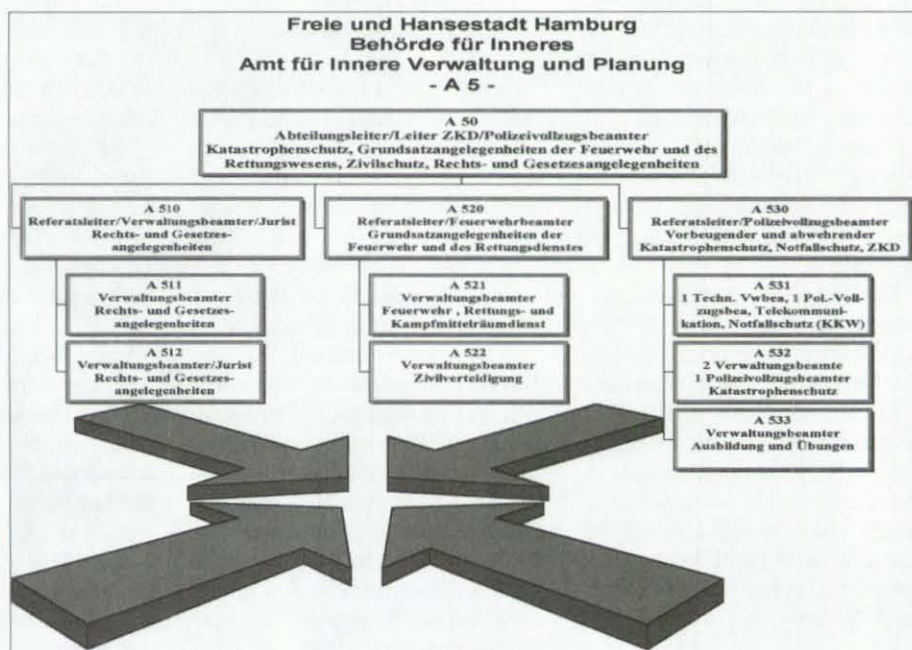 Freie und Hansestadt Hamburg
Behörde für Inneres
Amt für Innere Verwaltung und Planung
- A 5 -
A 50
Abteilungsleiter/Leiter ZKD/Polizeivollzugsbeamter
Katastrophenschutz, Grundsatzangelegenheiten der Feuerwehr und des
Rettungswesens, Zivilschutz, Rechts- und Gesetzesangelegenheiten
A 510
Referatsleiter/Verwaltungsbeamter/Jurist
Rechts- und Gesetzes-
angelegenheiten
A 511
Verwaltungsbeamter
Rechts- und Gesetzes-
angelegenheiten
A 512
Verwaltungsbeamter/Jurist
Rechts- und Gesetzes-
angelegenheiten
A 520
Referatsleiter/Feuerwehrbeamter
Grundsatzangelegenheiten der
Feuerwehr und des Rettungsdienstes
A 521
Verwaltungsbeamter
Feuerwehr , Rettungs- und
Kampfmittelräumdienst
A 522
Verwaltungsbeamter
Zivilverteidigung
A 530
Referatsleiter/Polizeivollzugsbeamter
Vorbeugender und abwehrender
Katastrophenschutz, Notfallschutz, ZKD
A 531
1 Techn. Vwbea, 1 Pol.-Voll-
zugsbea, Telekommuni-
kation, Notfallschutz (KKW)
A 532
2 Verwaltungsbeamte
1 Polizeivollzugsbeamter
Katastrophenschutz
A 533
Verwaltungsbeamter
Ausbildung und Übungen